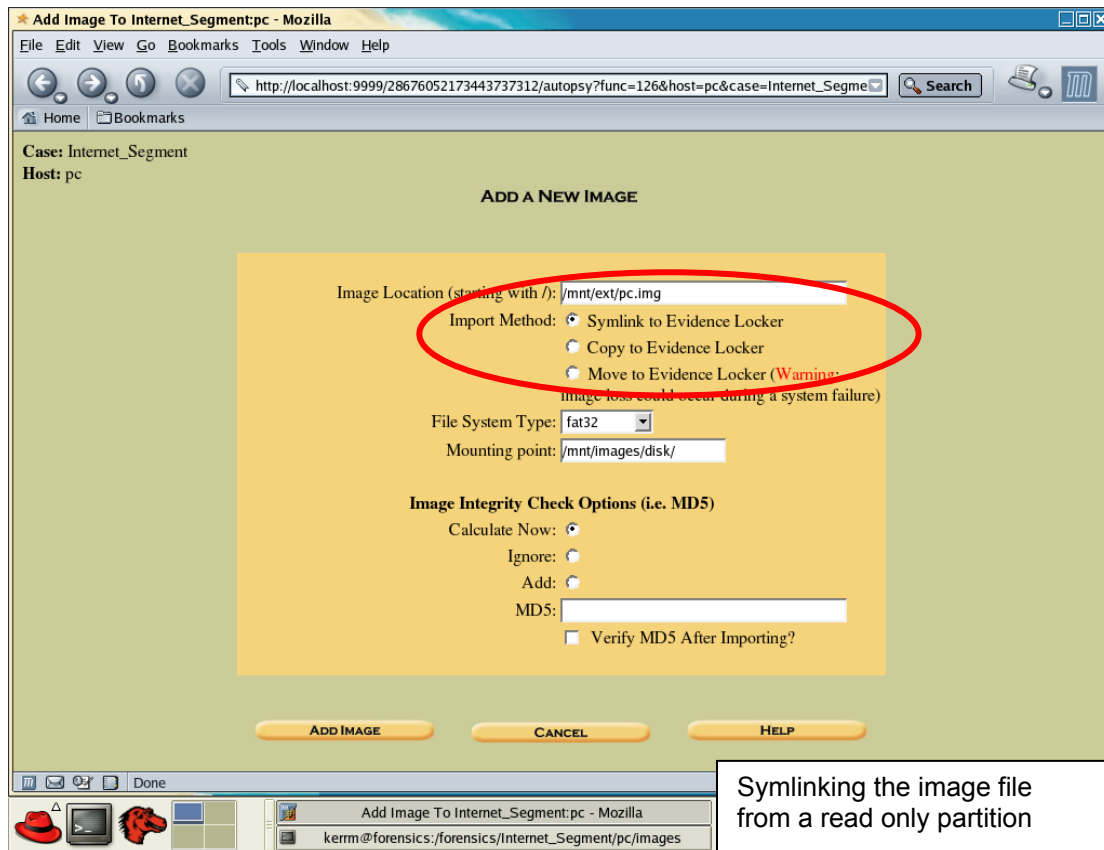 Add Image To Internet_Segment:pc - Mozilla
File Edit View Go Bookmarks Tools Window Help
http://localhost:9999/28676052173443737312/autopsy?func=126&host=pc&case=Internet_Segme
Search
Home Bookmarks
Case: Internet_Segment
Host: pc
ADD A NEW IMAGE
Image Location (starting with /): /mnt/ext/pc.img
Import Method: Symlink to Evidence Locker
Copy to Evidence Locker
Move to Evidence Locker (Warning:
image loss could occur during a system failure)
File System Type: fat32
Mounting point: /mnt/images/disk/
Image Integrity Check Options (i.e. MD5)
Calculate Now:
Ignore:
Add:
MD5:
Verify MD5 After Importing?
ADD IMAGE CANCEL HELP
Done
Add Image To Internet_Segment:pc - Mozilla
kerrm@forensics:/forensics/Internet_Segment/pc/images
Symlinking the image file
from a read only partition